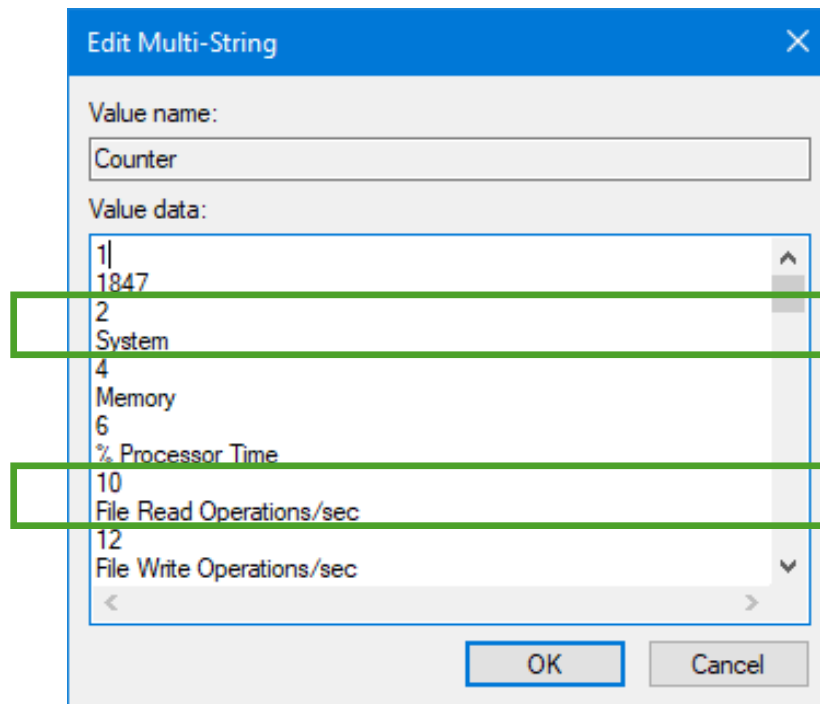 Edit Multi-String
Value name:
Counter
Value data:
1
1847
2
System
4
Memory
6
% Processor Time
10
File Read Operations/sec
12
File Write Operations/sec
OK
Cancel